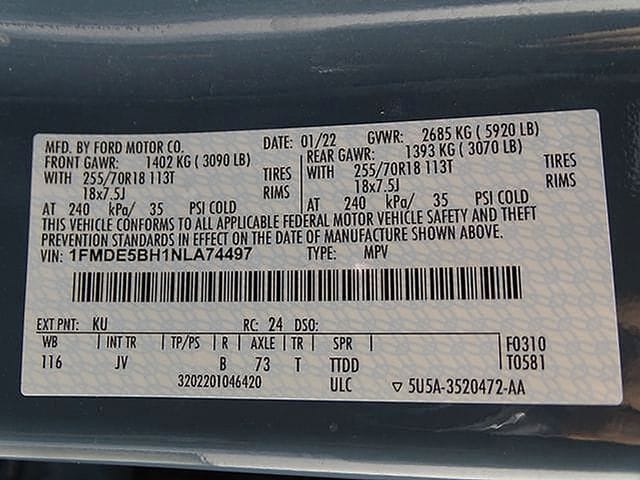 MFD. BY FORD MOTOR CO. DATE: 01/22 GVWR: 2685 KG ( 5920 LB)
FRONT GAWR: 1402 KG ( 3090 LB) REAR GAWR: 1393 KG ( 3070 LB)
WITH 255/70R18 113T TIRES WITH 255/70R18 113T TIRES
18x7.5J RIMS 18x7.5J RIMS
AT 240 kPa/ 35 PSI COLD AT 240 kPa/ 35 PSI COLD
THIS VEHICLE CONFORMS TO ALL APPLICABLE FEDERAL MOTOR VEHICLE SAFETY AND THEFT
PREVENTION STANDARDS IN EFFECT ON THE DATE OF MANUFACTURE SHOWN ABOVE.
VIN: 1FMDE5BH1NLA74497 TYPE: MPV
EXT PNT: KU RC: 24 DSO:
WB | INT TR | TP/PS | R | AXLE | TR | SPR | F0310
116 JV B 73 T TTDD T0581
3202201046420 ULC ▽ 5U5A-3520472-AA